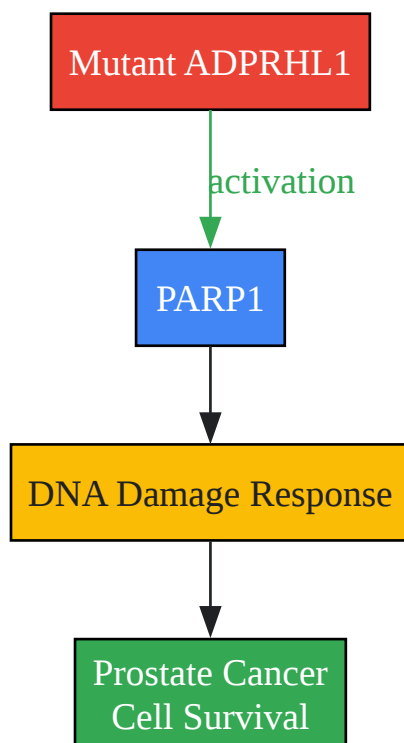 Mutant ADPRHL1
activation
PARP1
DNA Damage Response
Prostate Cancer
Cell Survival